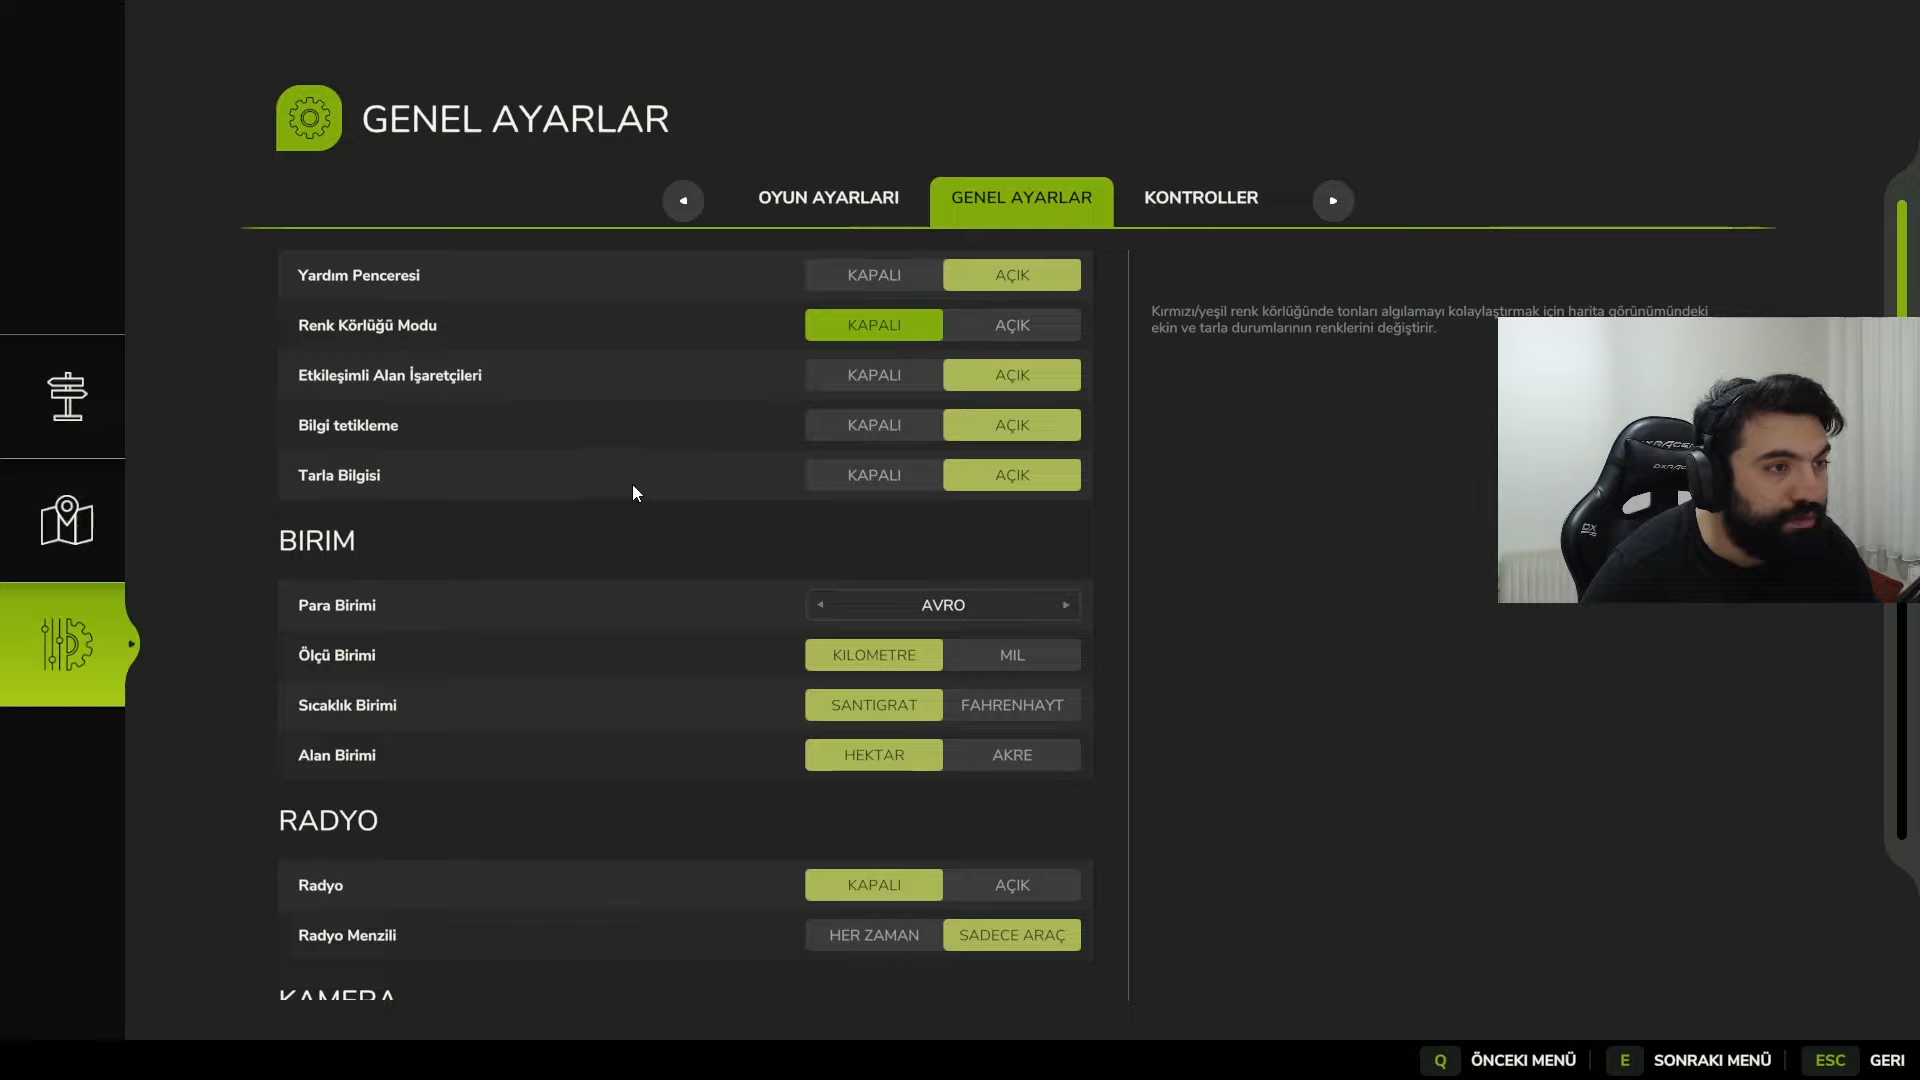 GENEL AYARLAR
OYUN AYARLARI
GENEL AYARLAR
KONTROLLER
Yardım Penceresi KAPALI AÇIK
Renk Körlüğü Modu KAPALI AÇIK
Etkileşimli Alan İşaretçileri KAPALI AÇIK
Bilgi tetikleme KAPALI AÇIK
Tarla Bilgisi KAPALI AÇIK
BIRIM
Para Birimi AVRO
Ölçü Birimi KILOMETRE MIL
Sıcaklık Birimi SANTIGRAT FAHRENHAYT
Alan Birimi HEKTAR AKRE
RADYO
Radyo KAPALI AÇIK
Radyo Menzili HER ZAMAN SADECE ARAÇ
KAMERA
Kırmızı/yeşil renk körlüğünde tonları algılamayı kolaylaştırmak için harita görünümündeki
ekin ve tarla durumlarının renklerini değiştirir.
Q ÖNCEKI MENÜ E SONRAKI MENÜ ESC GERI